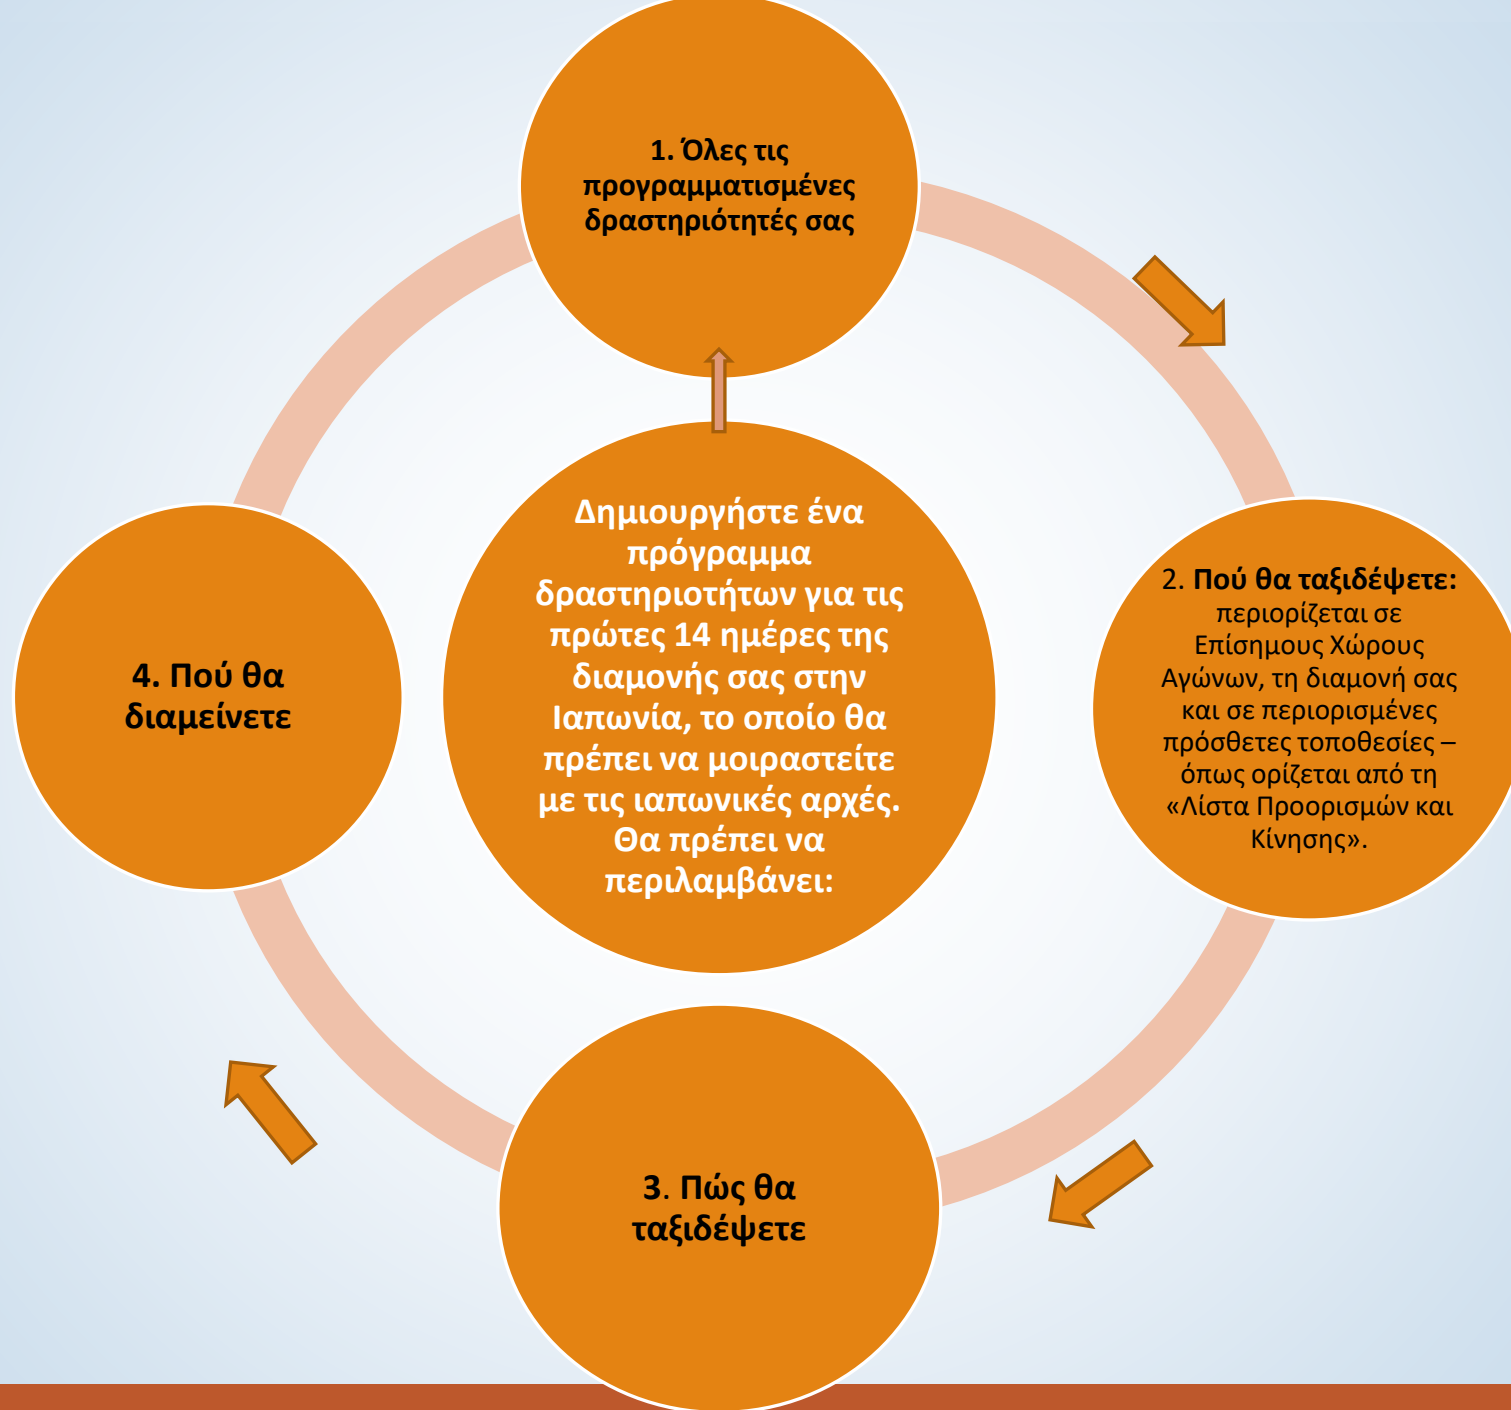 1. Όλες τις
προγραμματισμένες
δραστηριότητές σας
Δημιουργήστε ένα
πρόγραμμα
δραστηριοτήτων για τις
πρώτες 14 ημέρες της
διαμονής σας στην
Ιαπωνία, το οποίο θα
πρέπει να μοιραστείτε
με τις ιαπωνικές αρχές.
Θα πρέπει να
περιλαμβάνει:
2. Πού θα ταξιδέψετε:
περιορίζεται σε
Επίσημους Χώρους
Αγώνων, τη διαμονή σας
και σε περιορισμένες
πρόσθετες τοποθεσίες –
όπως ορίζεται από τη
«Λίστα Προορισμών και
Κίνησης».
3. Πώς θα
ταξιδέψετε
4. Πού θα
διαμείνετε